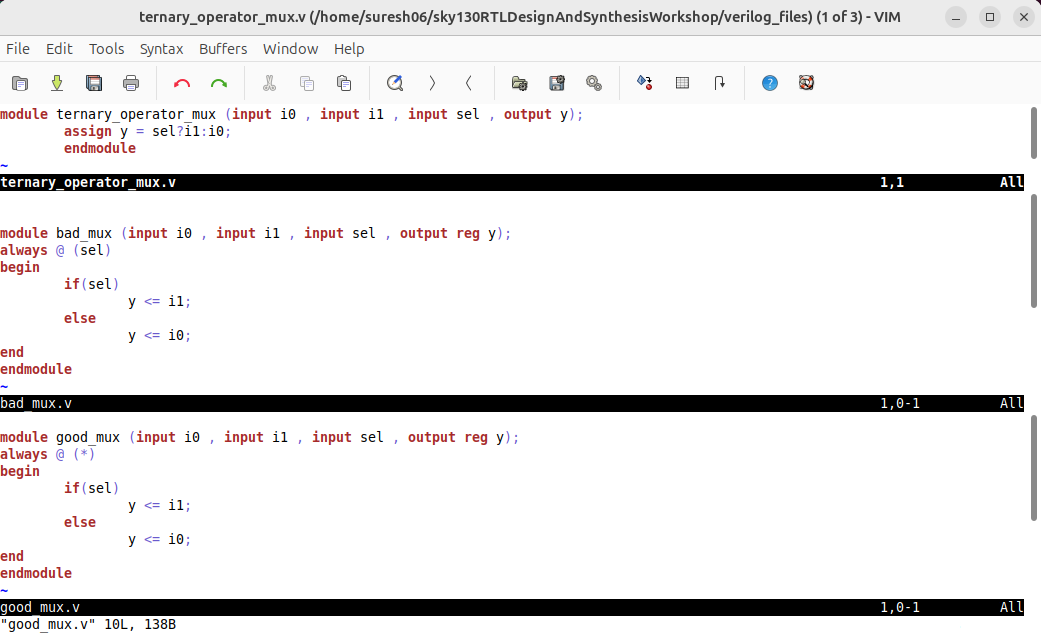 ternary_operator_mux.v (/home/suresh06/sky130RTLDesignAndSynthesisWorkshop/verilog_files) (1 of 3) - VIM
File Edit Tools Syntax Buffers Window Help
module ternary_operator_mux (input i0 , input i1 , input sel , output y);
        assign y = sel?i1:i0;
        endmodule
~
ternary_operator_mux.v 1,1 All
module bad_mux (input i0 , input i1 , input sel , output reg y);
always @ (sel)
begin
        if(sel)
                y <= i1;
        else
                y <= i0;
end
endmodule
~
bad_mux.v 1,0-1 All
module good_mux (input i0 , input i1 , input sel , output reg y);
always @ (*)
begin
        if(sel)
                y <= i1;
        else
                y <= i0;
end
endmodule
~
good_mux.v 1,0-1 All
"good_mux.v" 10L, 138B